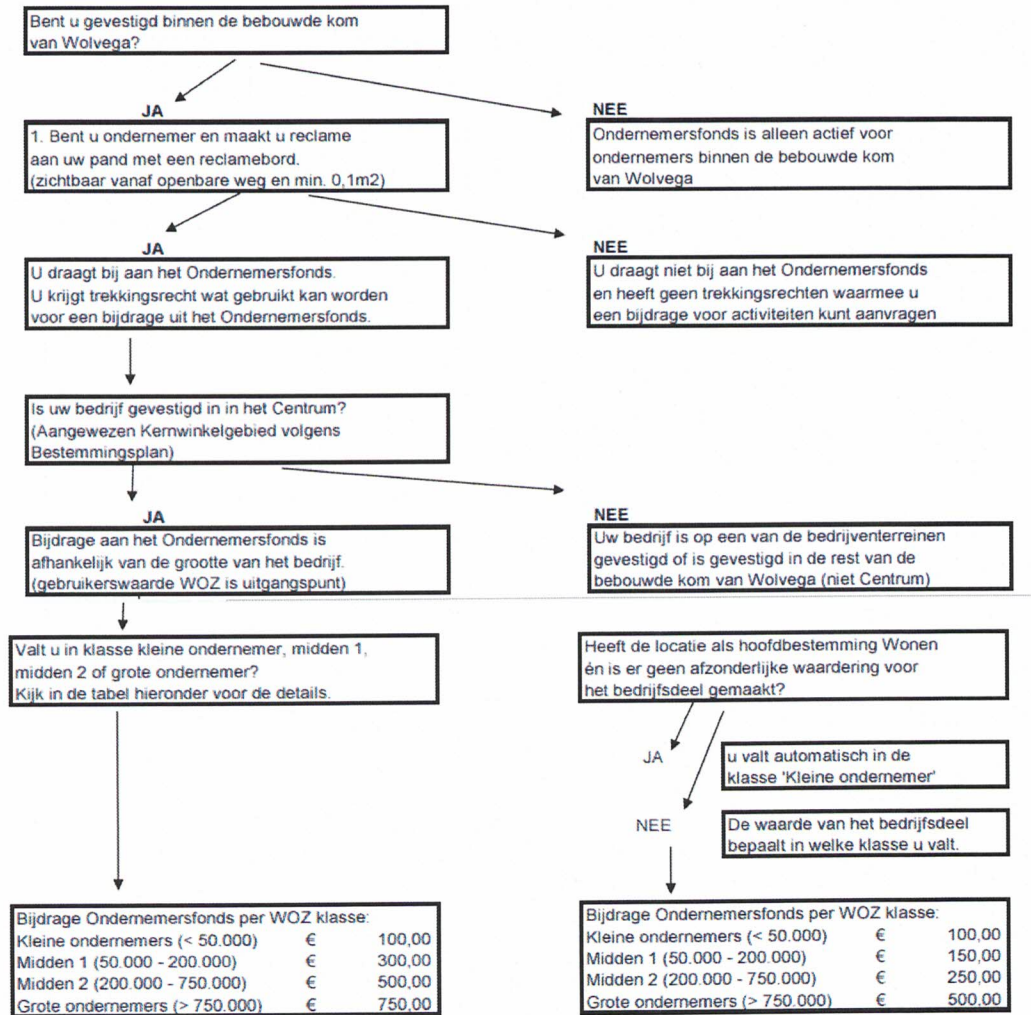 Bent u gevestigd binnen de bebouwde kom
van Wolvega?
JA
NEE
1. Bent u ondernemer en maakt u reclame
aan uw pand met een reclamebord.
(zichtbaar vanaf openbare weg en min. 0,1m2)
Ondernemersfonds is alleen actief voor
ondernemers binnen de bebouwde kom
van Wolvega
JA
NEE
U draagt bij aan het Ondernemersfonds.
U krijgt trekkingsrecht wat gebruikt kan worden
voor een bijdrage uit het Ondernemersfonds.
U draagt niet bij aan het Ondernemersfonds
en heeft geen trekkingsrechten waarmee u
een bijdrage voor activiteiten kunt aanvragen
Is uw bedrijf gevestigd in in het Centrum?
(Aangewezen Kernwinkelgebied volgens
Bestemmingsplan)
JA
NEE
Bijdrage aan het Ondernemersfonds is
afhankelijk van de grootte van het bedrijf.
(gebruikerswaarde WOZ is uitgangspunt)
Uw bedrijf is op een van de bedrijventerreinen
gevestigd of is gevestigd in de rest van de
bebouwde kom van Wolvega (niet Centrum)
Valt u in klasse kleine ondernemer, midden 1,
midden 2 of grote ondernemer?
Kijk in de tabel hieronder voor de details.
Heeft de locatie als hoofdbestemming Wonen
én is er geen afzonderlijke waardering voor
het bedrijfsdeel gemaakt?
JA
u valt automatisch in de
klasse 'Kleine ondernemer'
NEE
De waarde van het bedrijfsdeel
bepaalt in welke klasse u valt.
Bijdrage Ondernemersfonds per WOZ klasse:
Kleine ondernemers (< 50.000) € 100,00
Midden 1 (50.000 - 200.000) € 300,00
Midden 2 (200.000 - 750.000) € 500,00
Grote ondernemers (> 750.000) € 750,00
Bijdrage Ondernemersfonds per WOZ klasse:
Kleine ondernemers (< 50.000) € 100,00
Midden 1 (50.000 - 200.000) € 150,00
Midden 2 (200.000 - 750.000) € 250,00
Grote ondernemers (> 750.000) € 500,00